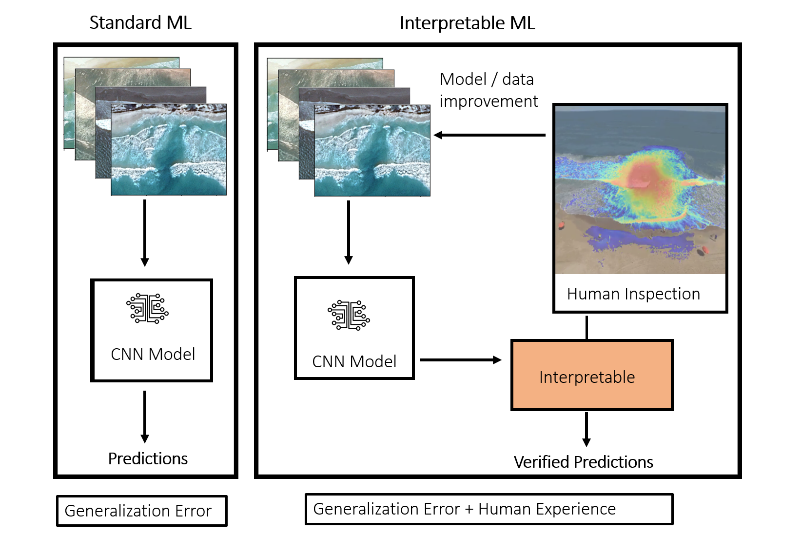 Standard ML
Interpretable ML
Model / data
improvement
Human Inspection
CNN Model
CNN Model
Interpretable
Predictions
Verified Predictions
Generalization Error
Generalization Error + Human Experience